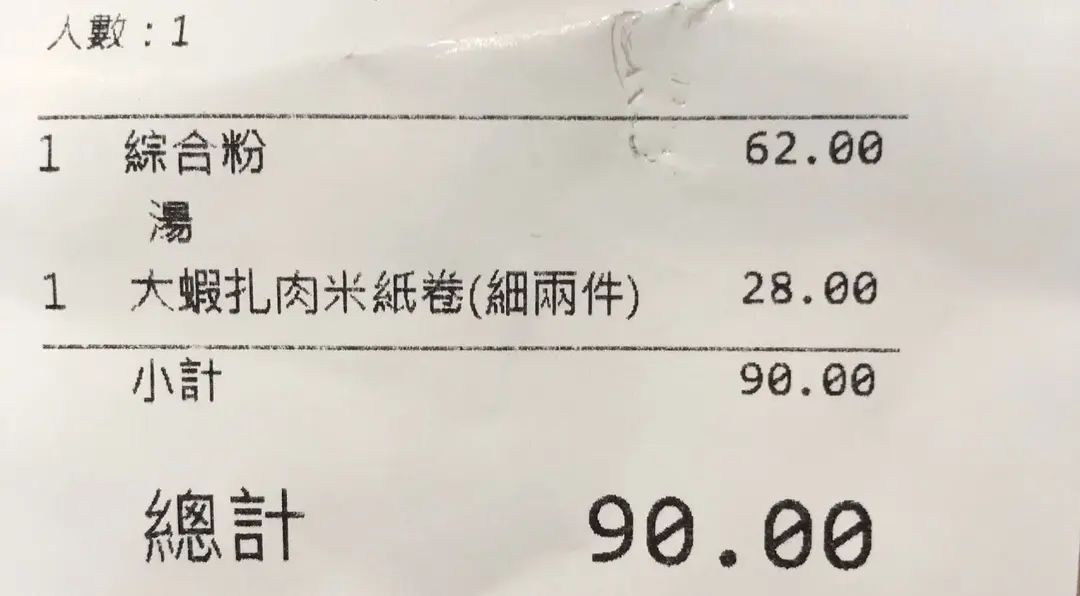 人數：1
1 綜合粉 62.00
湯
1 大蝦扎肉米紙卷(細兩件) 28.00
小計 90.00
總計 90.00